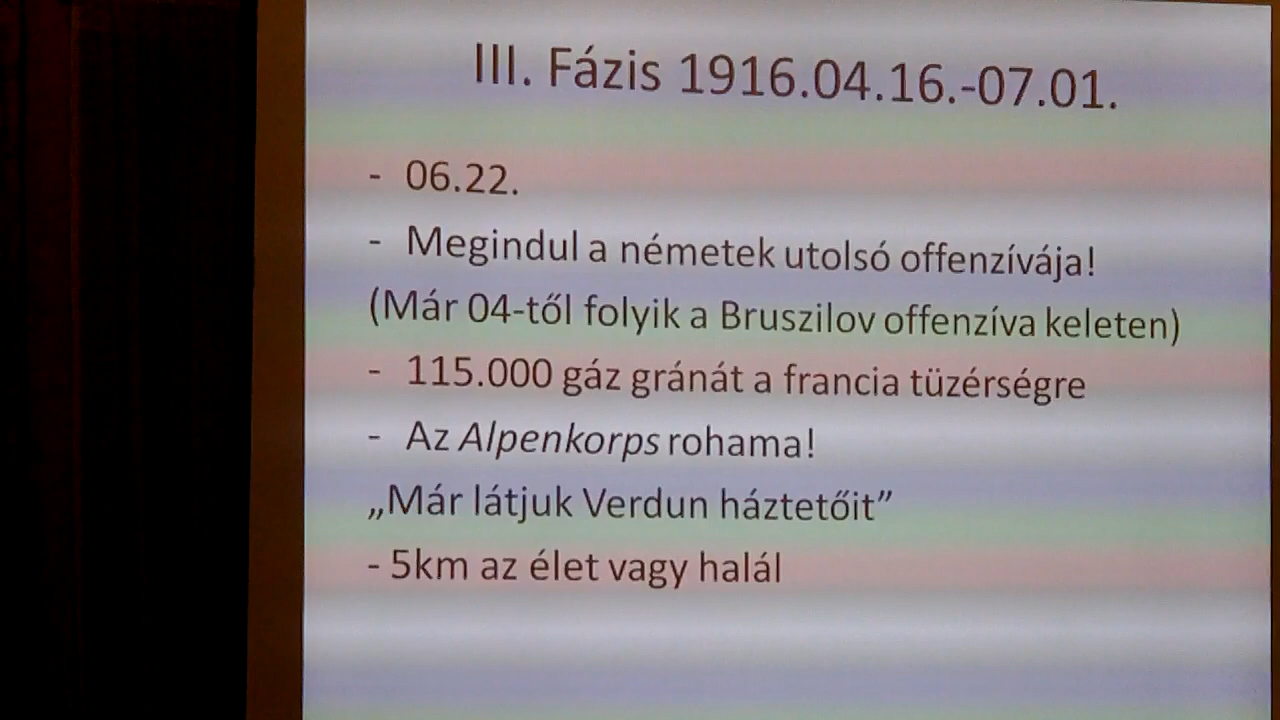 III. Fázis 1916.04.16.-07.01.
- 06.22.
- Megindul a németek utolsó offenzívája!
(Már 04-től folyik a Bruszilov offenzíva keleten)
- 115.000 gáz gránát a francia tüzérségre
- Az Alpenkorps rohama!
„Már látjuk Verdun háztetőit”
- 5km az élet vagy halál